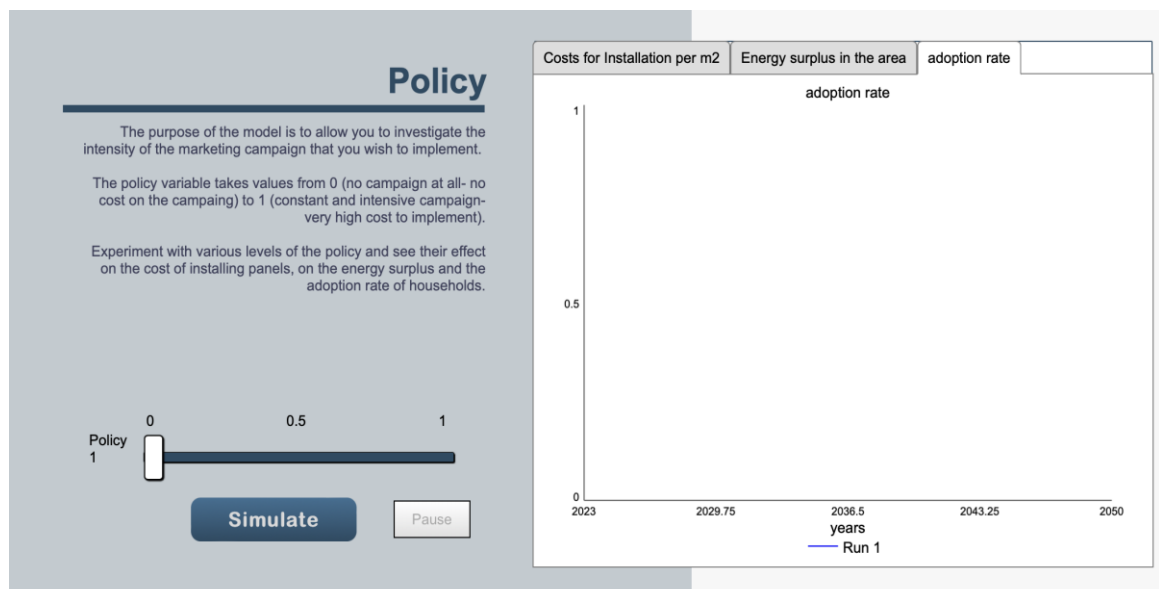 Policy
The purpose of the model is to allow you to investigate the
intensity of the marketing campaign that you wish to implement.
The policy variable takes values from 0 (no campaign at all- no
cost on the campaing) to 1 (constant and intensive campaign-
very high cost to implement).
Experiment with various levels of the policy and see their effect
on the cost of installing panels, on the energy surplus and the
adoption rate of households.
0 0.5 1
Policy
1
Simulate Pause
Costs for Installation per m2 Energy surplus in the area adoption rate
adoption rate
1
0.5
0
2023 2029.75 2036.5 2043.25 2050
years
Run 1